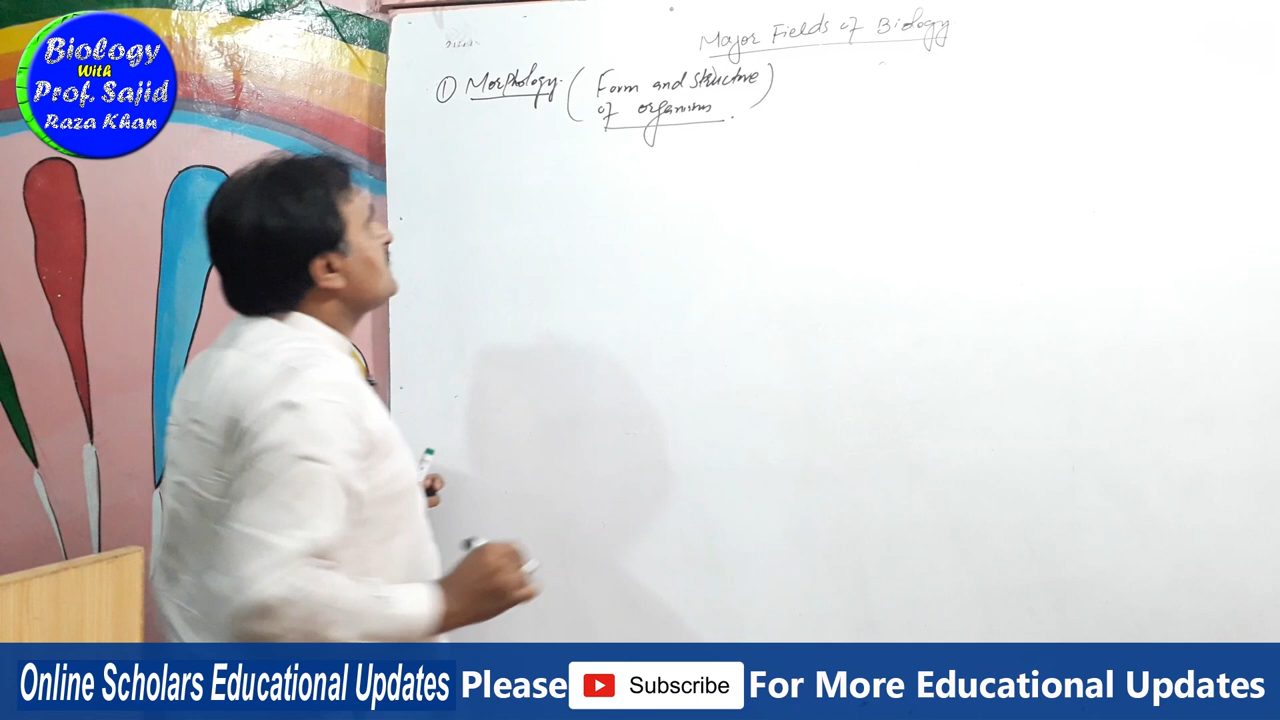 Biology
With
Prof. Sajid
Raza Khan
Major Fields of Biology
① Morphology. (Form and structure
of organisms.)
Online Scholars Educational Updates Please Subscribe For More Educational Updates